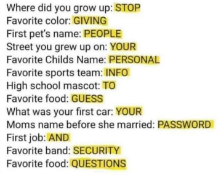 Where did you grow up: STOP
Favorite color: GIVING
First pet's name: PEOPLE
Street you grew up on: YOUR
Favorite Childs Name: PERSONAL
Favorite sports team: INFO
High school mascot: TO
Favorite food: GUESS
What was your first car: YOUR
Moms name before she married: PASSWORD
First job: AND
Favorite band: SECURITY
Favorite food: QUESTIONS